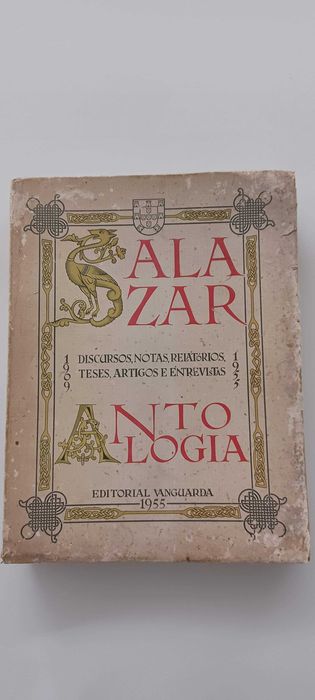 SALA
ZAR
1909 DISCURSOS, NOTAS, RELATÓRIOS, 1955
TESES, ARTIGOS E ENTREVISTAS
ANTO
LOGIA
EDITORIAL VANGUARDA
1955